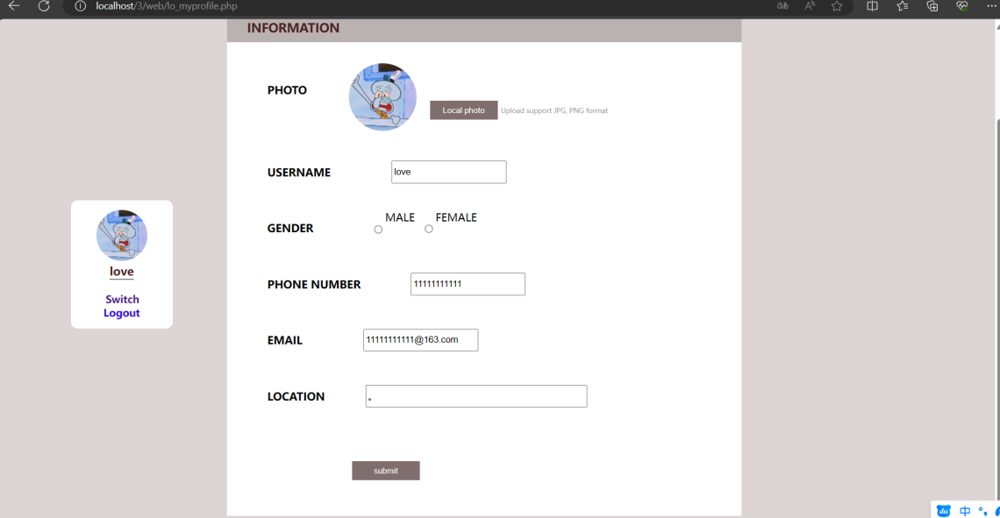 localhost/3/web/lo_myprofile.php
INFORMATION
PHOTO
Local photo Upload support JPG, PNG format
USERNAME love
GENDER MALE FEMALE
love
Switch
Logout
PHONE NUMBER 11111111111
EMAIL 11111111111@163.com
LOCATION 。
submit
du 中 °,